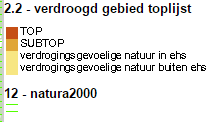 2.2 - verdroogd gebied toplijst
TOP
SUBTOP
verdrogingsgevoelige natuur in ehs
verdrogingsgevoelige natuur buiten ehs
12 - natura2000